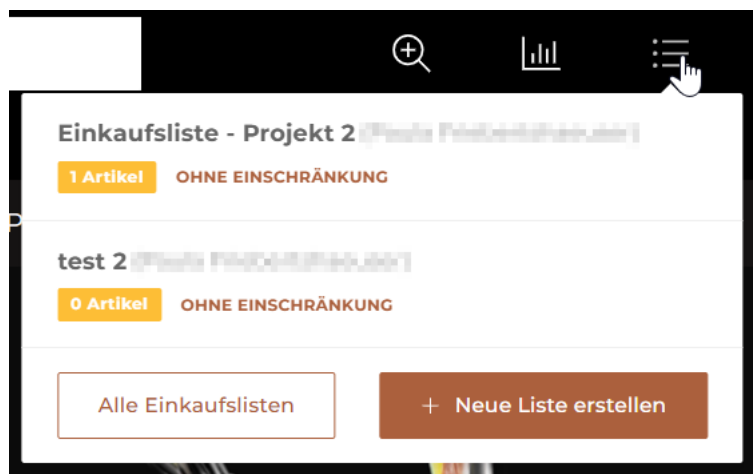 Einkaufsliste - Projekt 2
1 Artikel OHNE EINSCHRÄNKUNG
P
test 2
0 Artikel OHNE EINSCHRÄNKUNG
Alle Einkaufslisten + Neue Liste erstellen